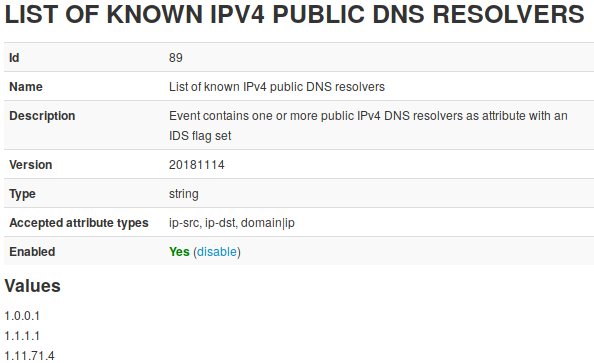 LIST OF KNOWN IPV4 PUBLIC DNS RESOLVERS
Id 89
Name List of known IPv4 public DNS resolvers
Description Event contains one or more public IPv4 DNS resolvers as attribute with an
IDS flag set
Version 20181114
Type string
Accepted attribute types ip-src, ip-dst, domain|ip
Enabled Yes (disable)
Values
1.0.0.1
1.1.1.1
1.11.71.4